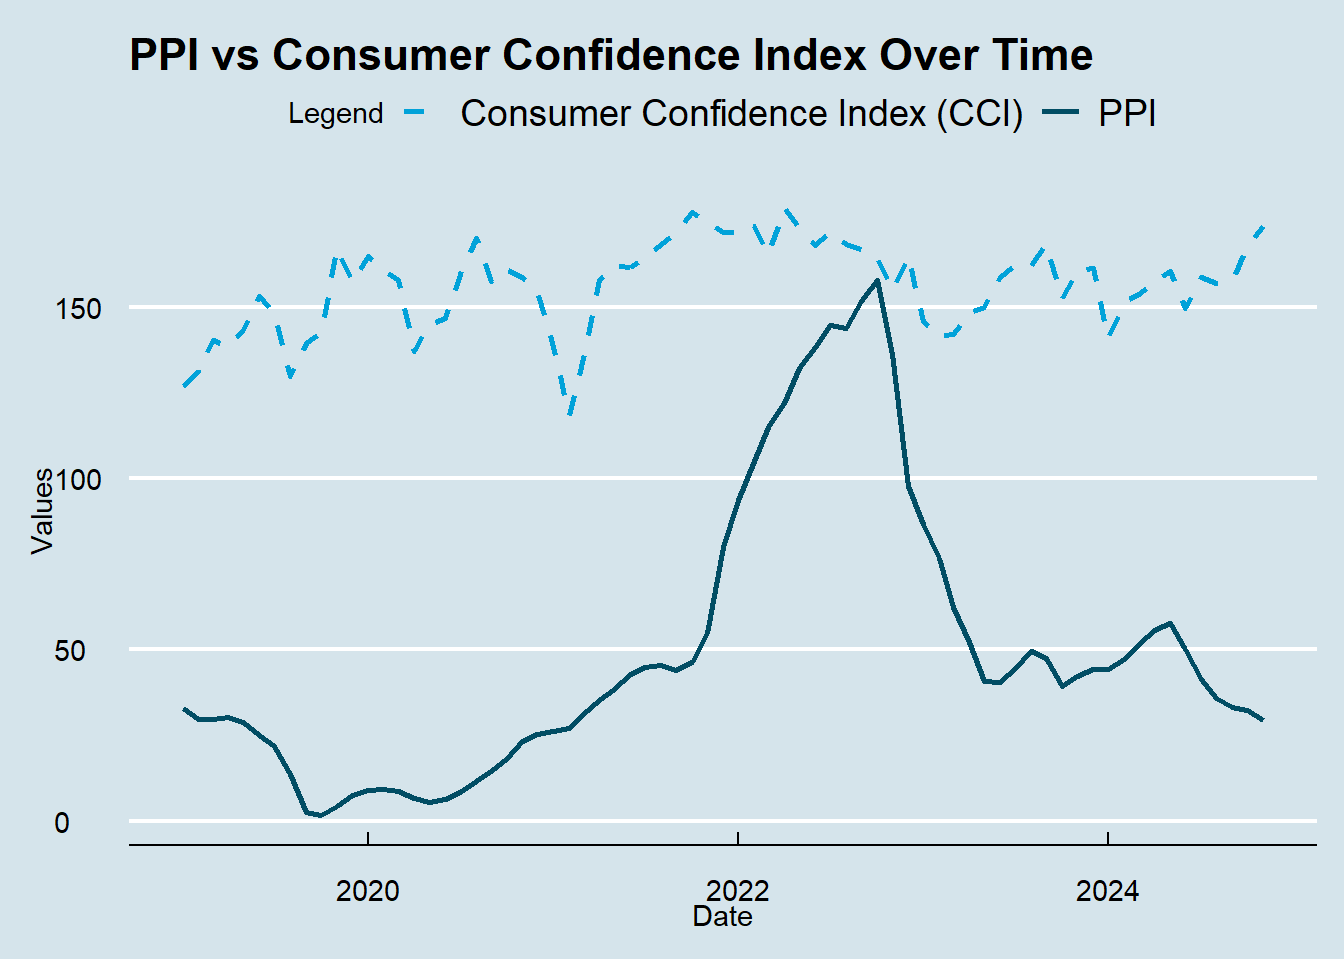 PPI vs Consumer Confidence Index Over Time
Legend Consumer Confidence Index (CCI) PPI
150
100
50
0
Values
2020 2022 2024
Date